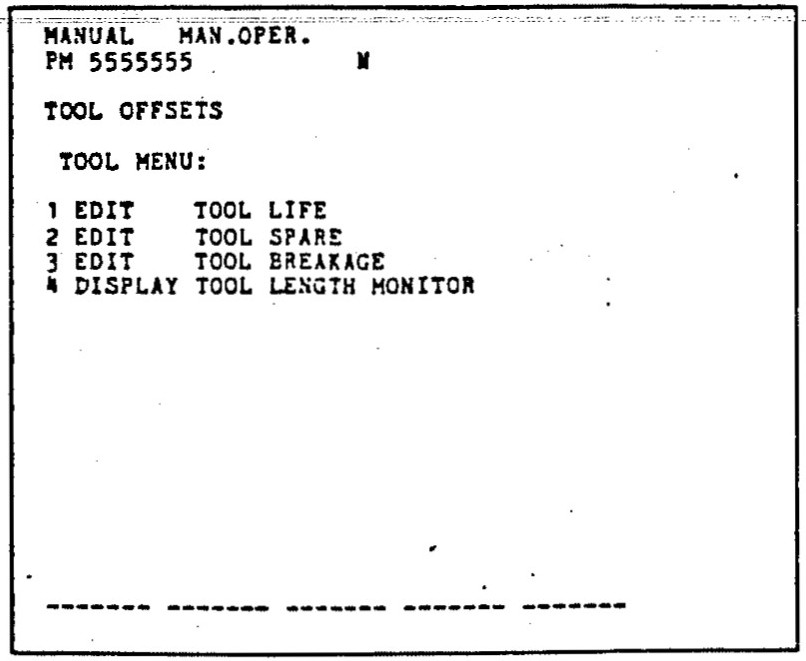 MANUAL MAN.OPER.
PM 5555555 M
TOOL OFFSETS
TOOL MENU:
1 EDIT TOOL LIFE
2 EDIT TOOL SPARE
3 EDIT TOOL BREAKAGE
4 DISPLAY TOOL LENGTH MONITOR
------- ------- ------- ------- -------